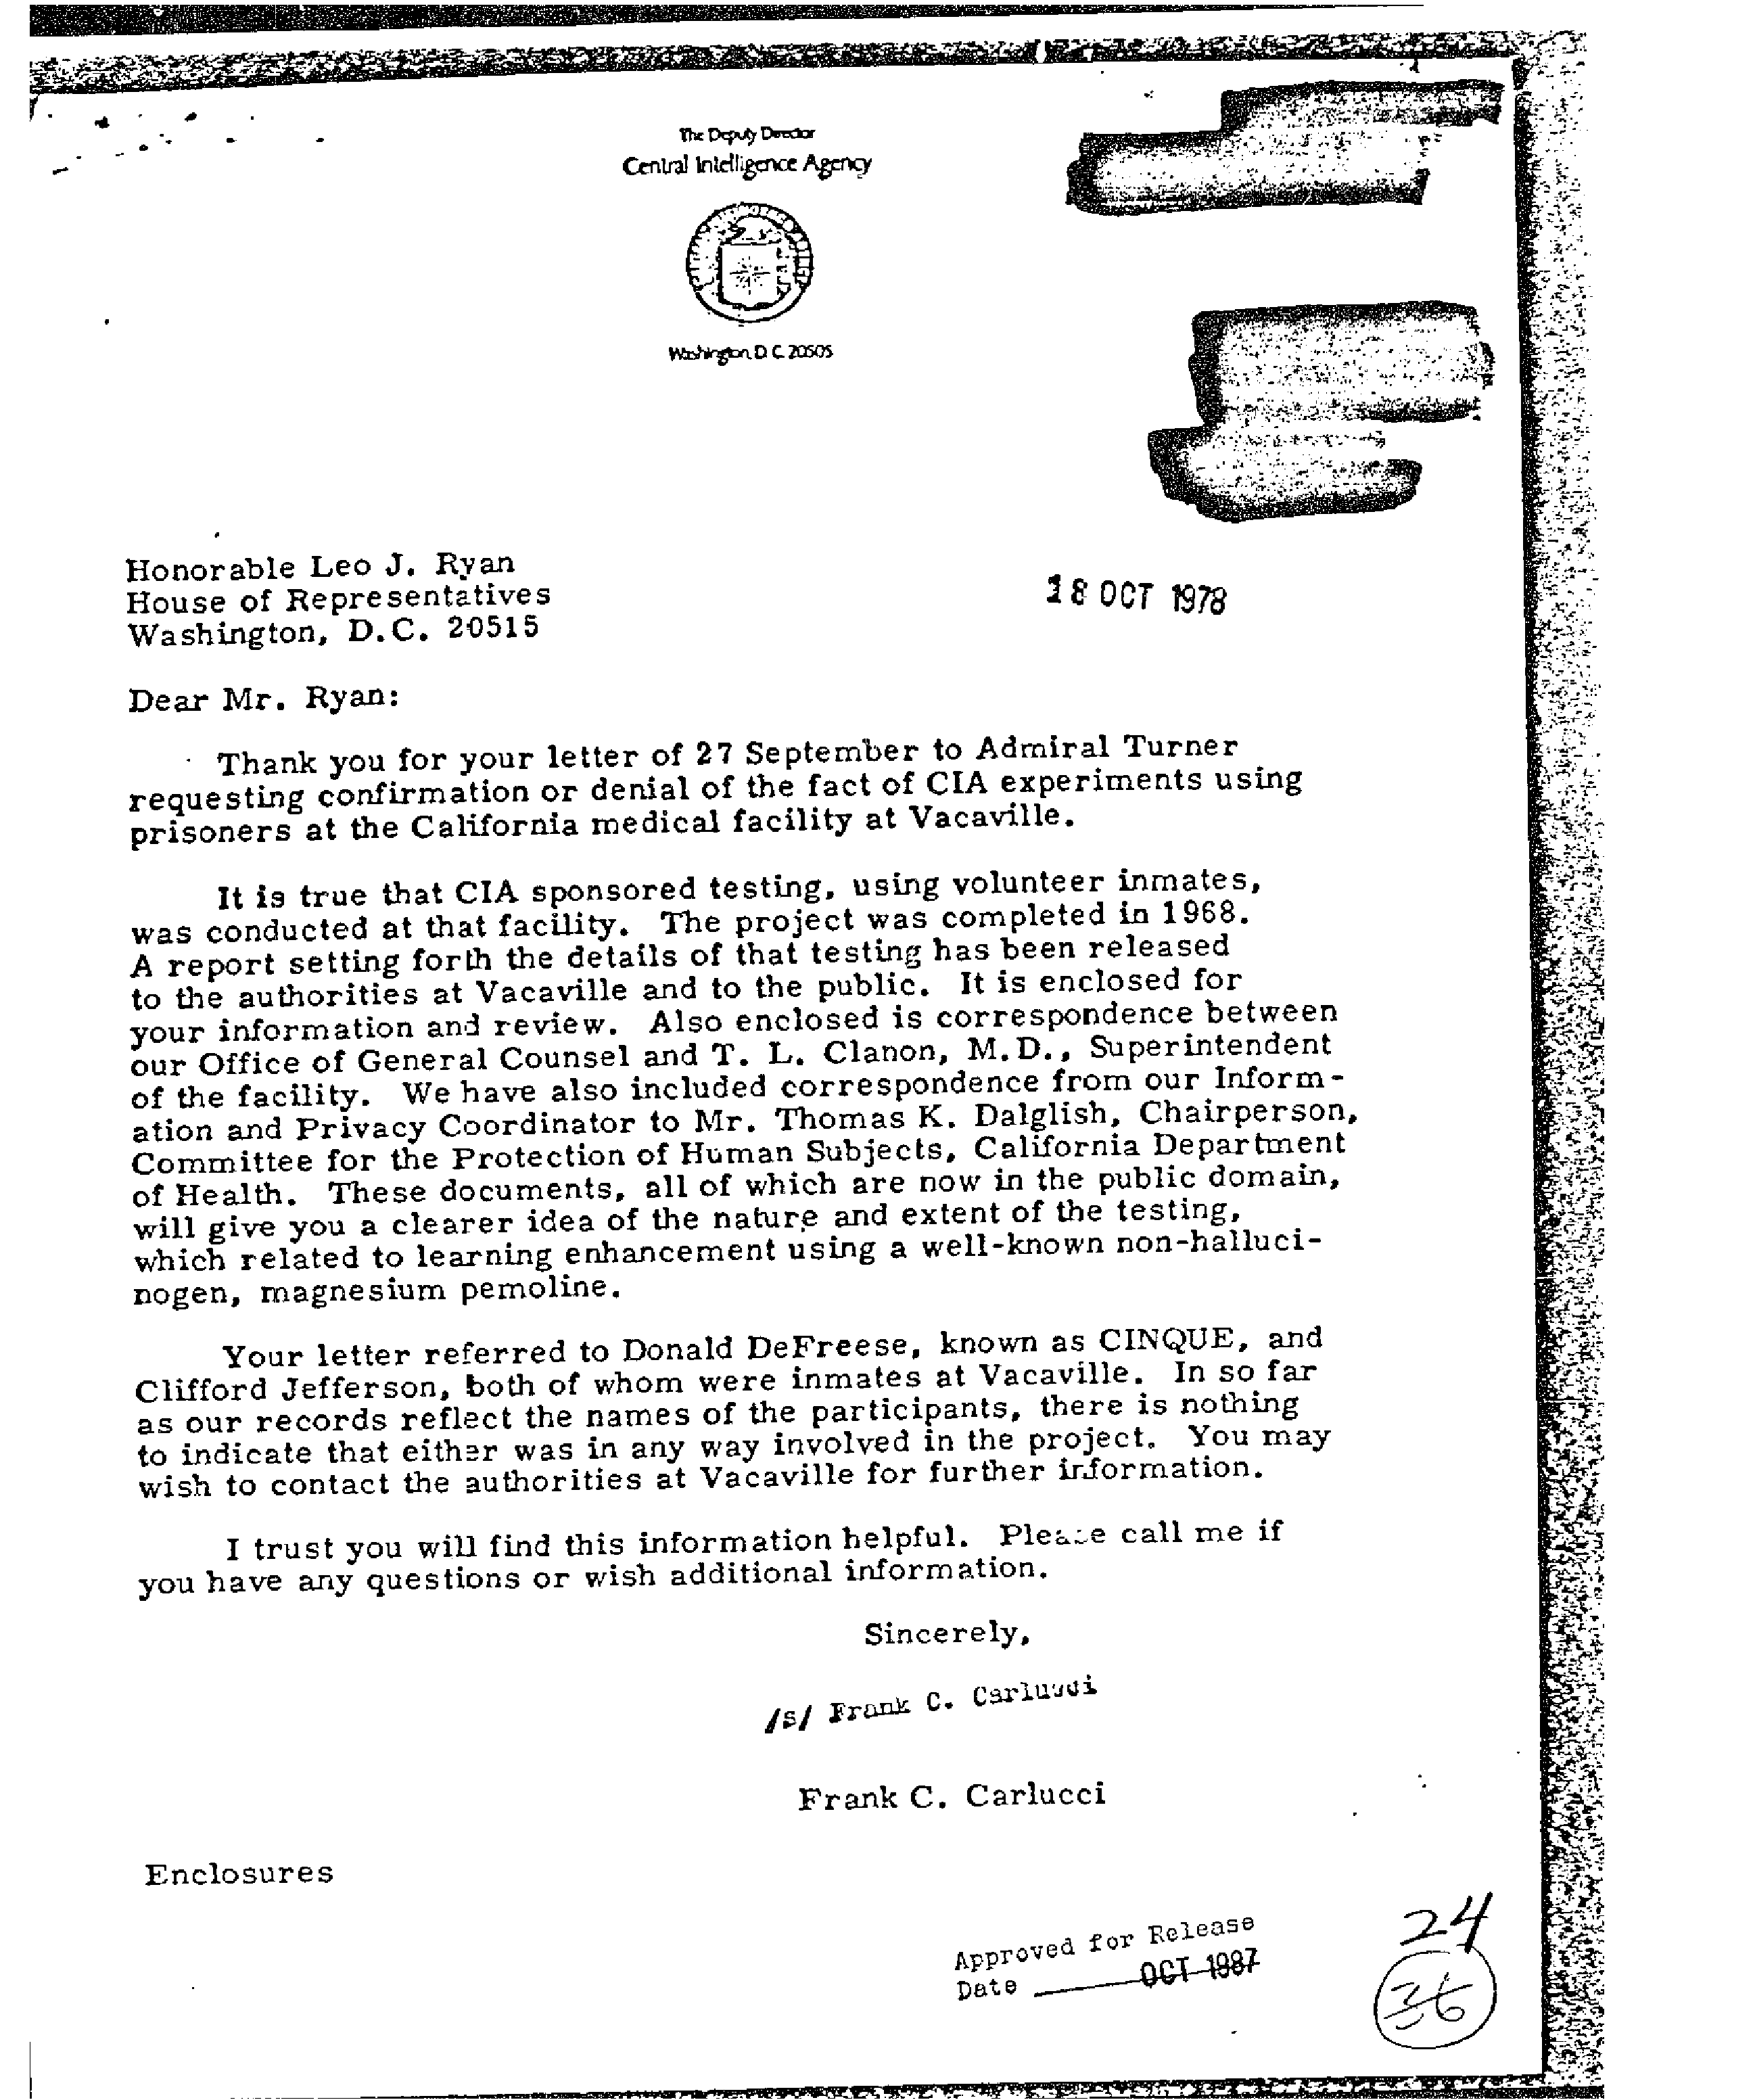 The Deputy Director
Central Intelligence Agency
Washington, D.C. 20505
Honorable Leo J. Ryan
House of Representatives
Washington, D.C. 20515
18 OCT 1978
Dear Mr. Ryan:
Thank you for your letter of 27 September to Admiral Turner
requesting confirmation or denial of the fact of CIA experiments using
prisoners at the California medical facility at Vacaville.
It is true that CIA sponsored testing, using volunteer inmates,
was conducted at that facility. The project was completed in 1968.
A report setting forth the details of that testing has been released
to the authorities at Vacaville and to the public. It is enclosed for
your information and review. Also enclosed is correspondence between
our Office of General Counsel and T. L. Clanon, M.D., Superintendent
of the facility. We have also included correspondence from our Inform-
ation and Privacy Coordinator to Mr. Thomas K. Dalglish, Chairperson,
Committee for the Protection of Human Subjects, California Department
of Health. These documents, all of which are now in the public domain,
will give you a clearer idea of the nature and extent of the testing,
which related to learning enhancement using a well-known non-halluci-
nogen, magnesium pemoline.
Your letter referred to Donald DeFreese, known as CINQUE, and
Clifford Jefferson, both of whom were inmates at Vacaville. In so far
as our records reflect the names of the participants, there is nothing
to indicate that either was in any way involved in the project. You may
wish to contact the authorities at Vacaville for further information.
I trust you will find this information helpful. Please call me if
you have any questions or wish additional information.
Sincerely,
/s/ Frank C. Carlucci
Frank C. Carlucci
Enclosures
Approved for Release
Date OCT 1987
24
36